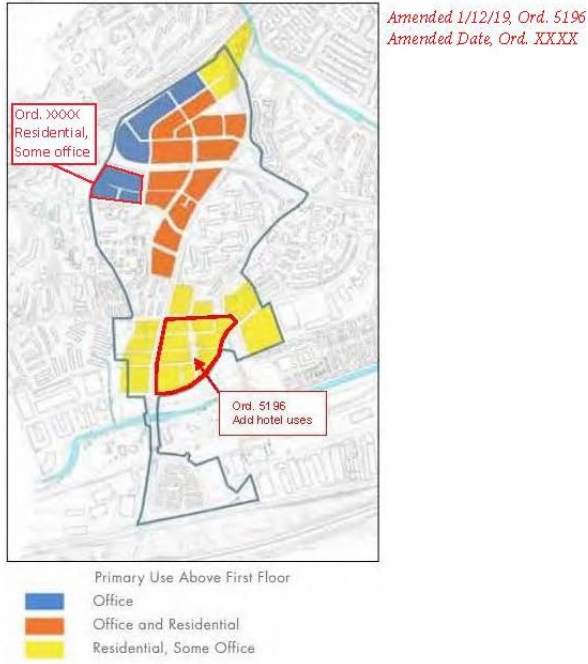 Amended 1/12/19, Ord. 5196
Amended Date, Ord. XXXX
Ord. XXXX
Residential,
Some office
Ord. 5196
Add hotel uses
Primary Use Above First Floor
Office
Office and Residential
Residential, Some Office